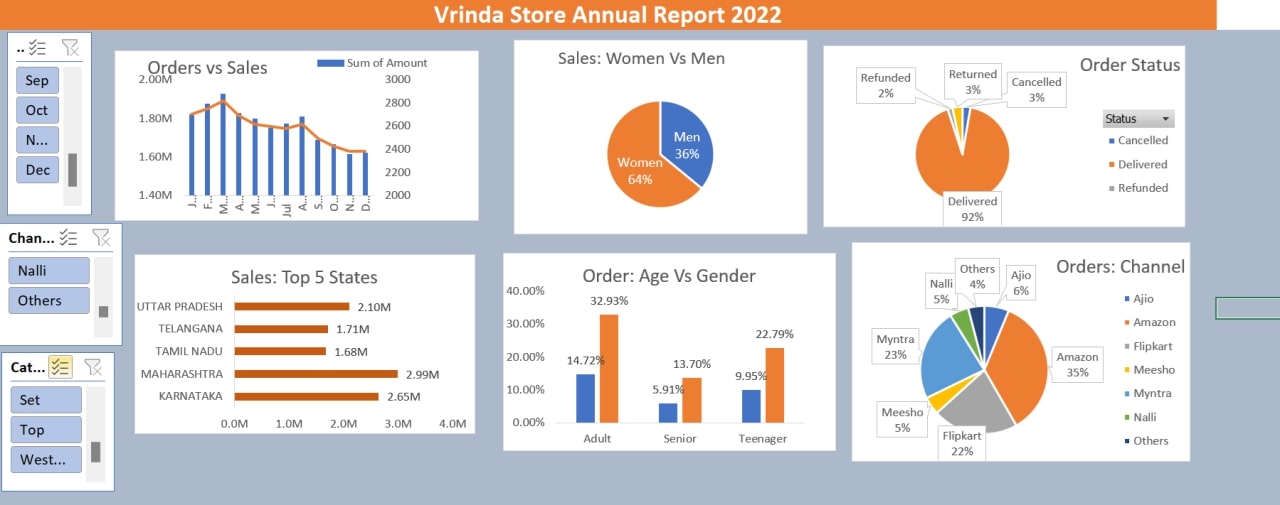 Vrinda Store Annual Report 2022
..
Sep
Oct
N...
Dec
Chan...
Nalli
Others
Cat...
Set
Top
West...
Orders vs Sales
Sum of Amount
2.00M
1.80M
1.60M
1.40M
3000
2800
2600
2400
2200
2000
J...
F...
M...
A...
M...
J...
Jul
A...
S...
O...
N...
D...
Sales: Women Vs Men
Men
36%
Women
64%
Order Status
Refunded
2%
Returned
3%
Cancelled
3%
Delivered
92%
Status
Cancelled
Delivered
Refunded
Sales: Top 5 States
UTTAR PRADESH 2.10M
TELANGANA 1.71M
TAMIL NADU 1.68M
MAHARASHTRA 2.99M
KARNATAKA 2.65M
0.0M 1.0M 2.0M 3.0M 4.0M
Order: Age Vs Gender
40.00%
30.00%
20.00%
10.00%
0.00%
14.72%
32.93%
5.91%
13.70%
9.95%
22.79%
Adult Senior Teenager
Orders: Channel
Others
4%
Ajio
6%
Nalli
5%
Myntra
23%
Amazon
35%
Meesho
5%
Flipkart
22%
Ajio
Amazon
Flipkart
Meesho
Myntra
Nalli
Others